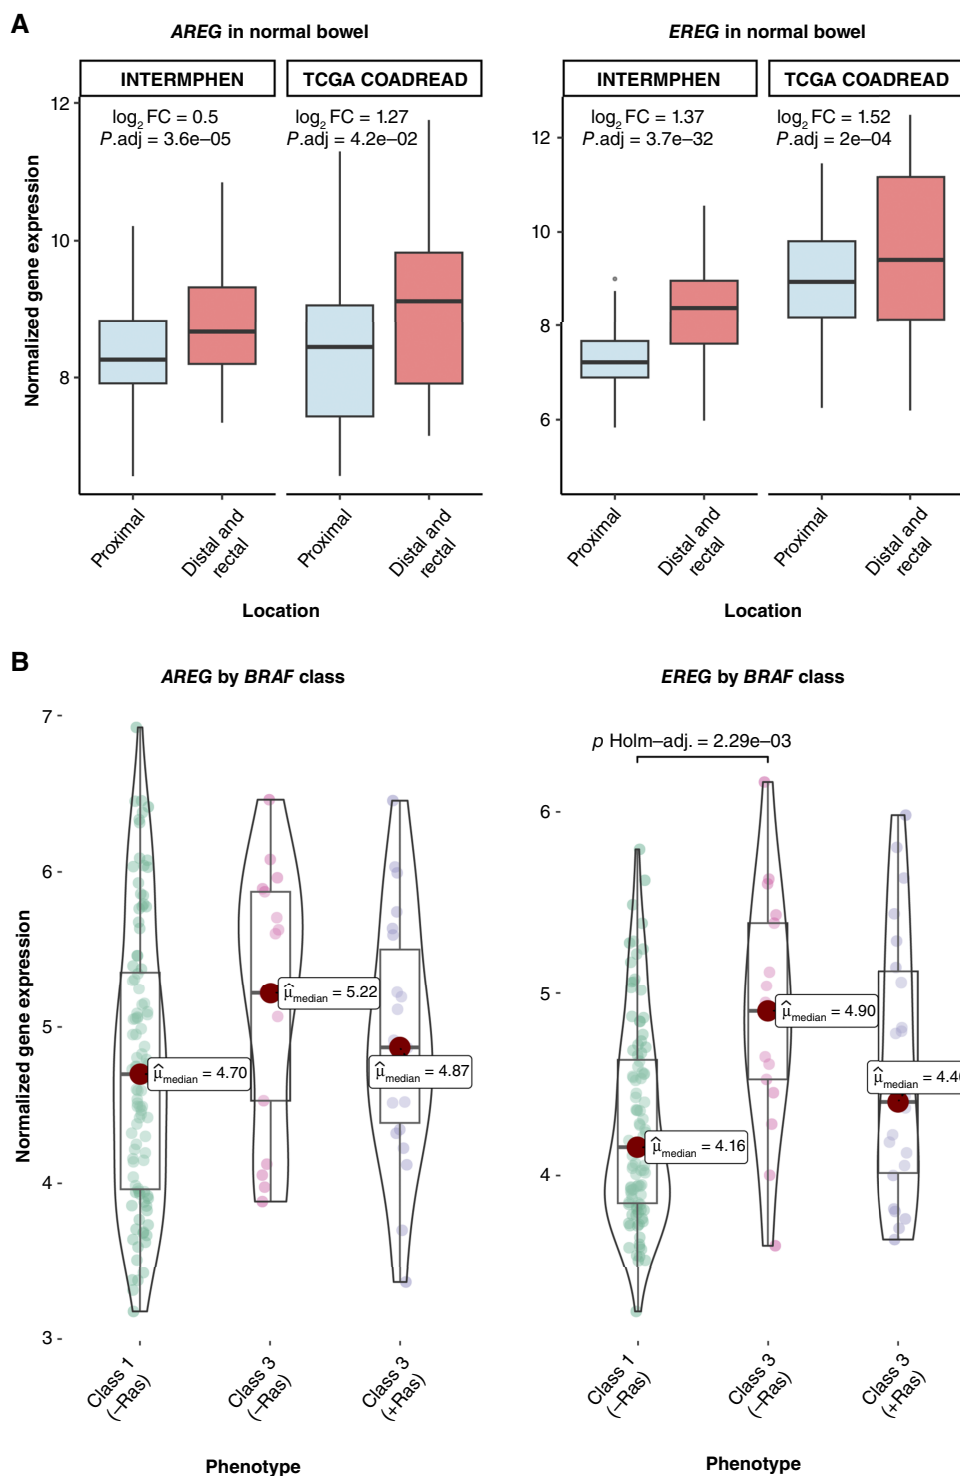 A
AREG in normal bowel
EREG in normal bowel
INTERMPHEN
TCGA COADREAD
INTERMPHEN
TCGA COADREAD
log2 FC = 0.5
P.adj = 3.6e–05
log2 FC = 1.27
P.adj = 4.2e–02
log2 FC = 1.37
P.adj = 3.7e–32
log2 FC = 1.52
P.adj = 2e–04
Normalized gene expression
12
10
8
12
10
8
6
Proximal
Distal and
rectal
Proximal
Distal and
rectal
Proximal
Distal and
rectal
Proximal
Distal and
rectal
Location
Location
B
AREG by BRAF class
EREG by BRAF class
p Holm–adj. = 2.29e–03
Normalized gene expression
7
6
5
4
3
6
5
4
μ̂median = 4.70
μ̂median = 5.22
μ̂median = 4.87
μ̂median = 4.16
μ̂median = 4.90
μ̂median =
Class 1
(–Ras)
Class 3
(–Ras)
Class 3
(+Ras)
Class 1
(–Ras)
Class 3
(–Ras)
Class 3
(+Ras)
Phenotype
Phenotype